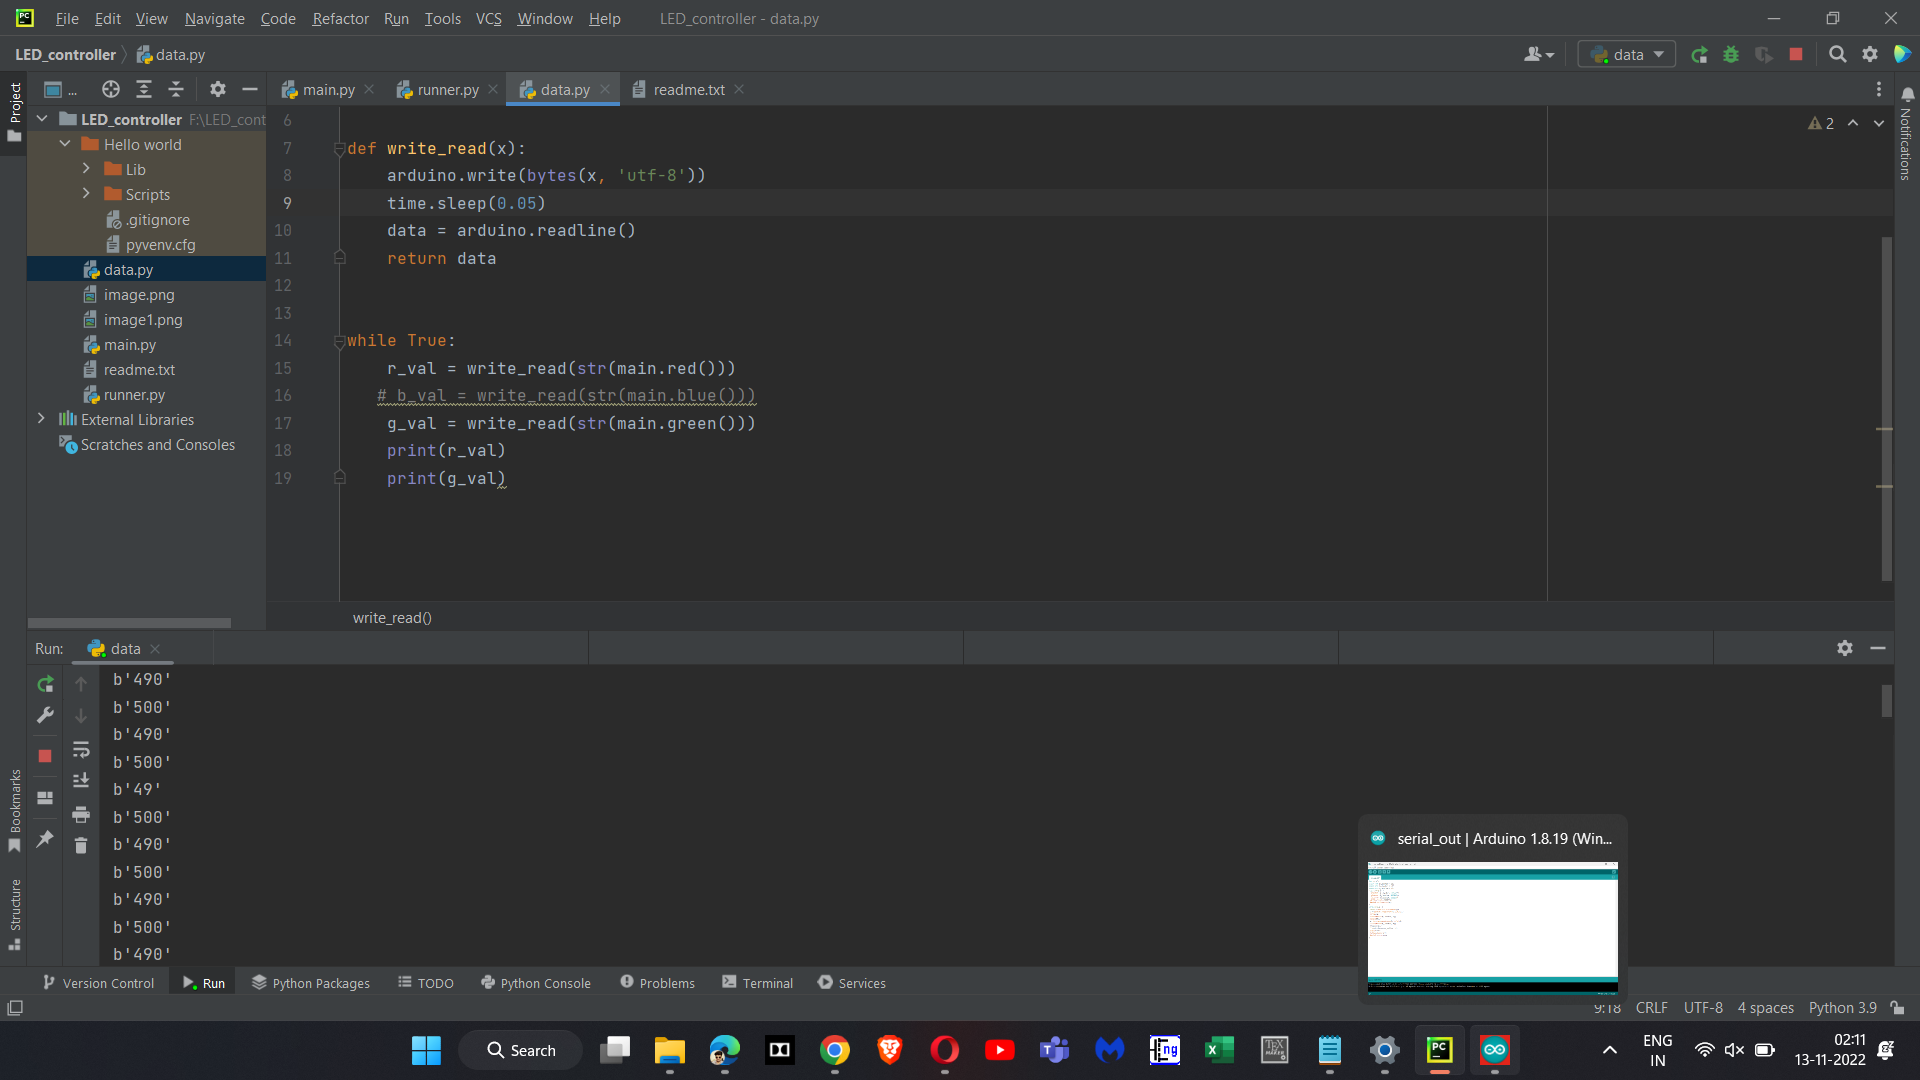 File Edit View Navigate Code Refactor Run Tools VCS Window Help LED_controller - data.py
LED_controller data.py
data
Project
...
main.py
runner.py
data.py
readme.txt
Notifications
LED_controller F:\LED_cont
Hello world
Lib
Scripts
.gitignore
pyvenv.cfg
data.py
image.png
image1.png
main.py
readme.txt
runner.py
External Libraries
Scratches and Consoles
2
6
7 def write_read(x):
8 arduino.write(bytes(x, 'utf-8'))
9 time.sleep(0.05)
10 data = arduino.readline()
11 return data
12
13
14 while True:
15 r_val = write_read(str(main.red()))
16 # b_val = write_read(str(main.blue()))
17 g_val = write_read(str(main.green()))
18 print(r_val)
19 print(g_val)
write_read()
Run: data
b'490'
b'500'
b'490'
b'500'
b'49'
b'500'
b'490'
b'500'
b'490'
b'500'
b'490'
Bookmarks
Structure
serial_out | Arduino 1.8.19 (Win...
Version Control Run Python Packages TODO Python Console Problems Terminal Services
9:18 CRLF UTF-8 4 spaces Python 3.9
Search
ENG
IN
02:11
13-11-2022